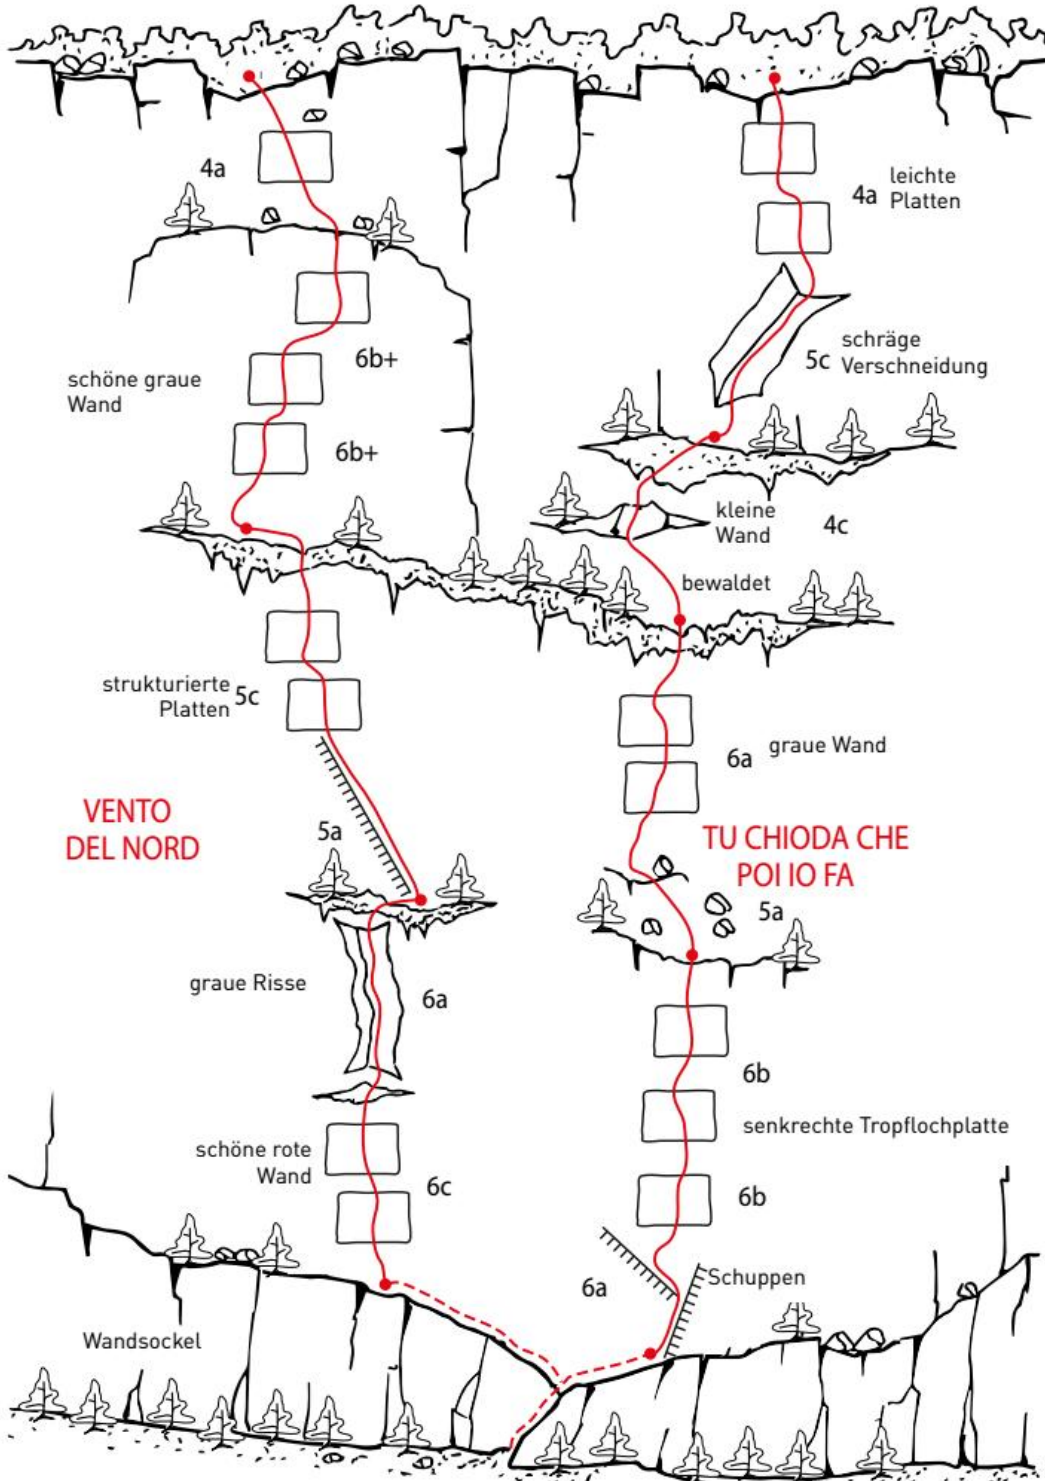 4a
leichte
4a Platten
6b+
schräge
5c Verschneidung
schöne graue
Wand
6b+
kleine
Wand
4c
bewaldet
strukturierte
Platten 5c
6a graue Wand
VENTO
DEL NORD
5a
TU CHIODA CHE
POI IO FA
5a
graue Risse
6a
6b
senkrechte Tropflochplatte
schöne rote
Wand
6c
6b
6a
Schuppen
Wandsockel